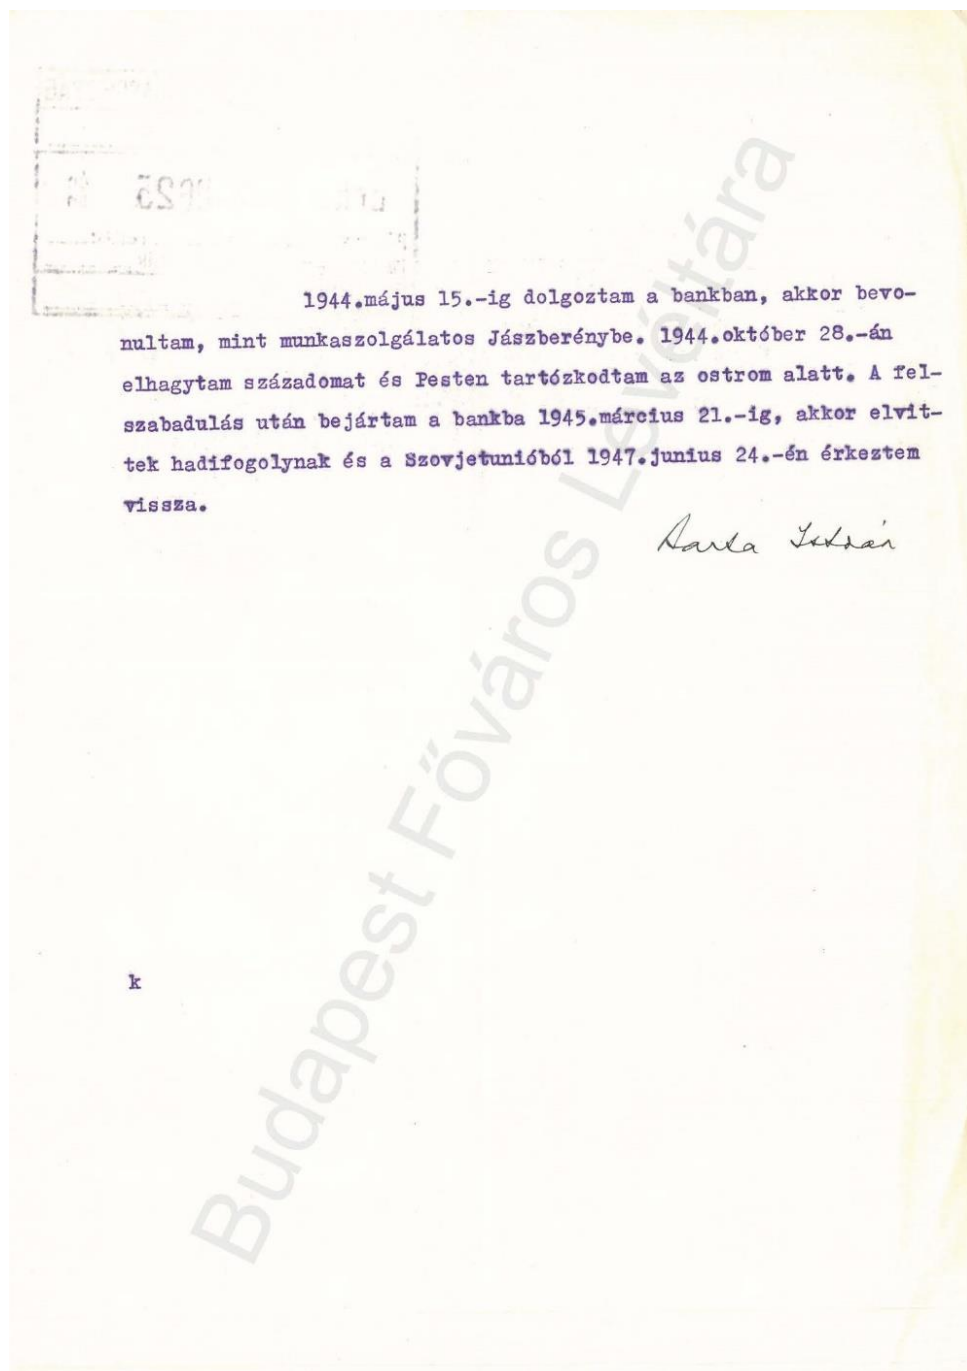 1944.május 15.-ig dolgoztam a bankban, akkor bevo-
nultam, mint munkaszolgálatos Jászberénybe. 1944.október 28.-án
elhagytam századomat és Pesten tartózkodtam az ostrom alatt. A fel-
szabadulás után bejártam a bankba 1945.március 21.-ig, akkor elvit-
tek hadifogolynak és a Szovjetunióból 1947.junius 24.-én érkeztem
vissza.
István
k
Budapest Főváros Levéltára